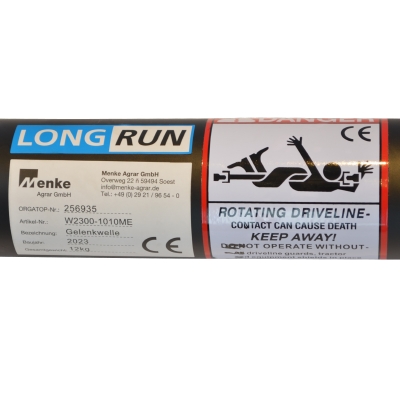 LONG RUN
Menke
Agrar GmbH
Menke Agrar GmbH
Overweg 22 fl 59494 Soest
info@menke-agrar.de
Tel. +49 (0) 29 21 / 96 54 - 0
ORGATOP-Nr.: 256935
Artikel-Nr.: W2300-1010ME
Bezeichnung: Gelenkwelle
Baujahr: 2023
12kg
CE
DANGER
CE
ROTATING DRIVELINE-
CONTACT CAN CAUSE DEATH
KEEP AWAY!
DO NOT OPERATE WITHOUT-
driveline guards, tractor